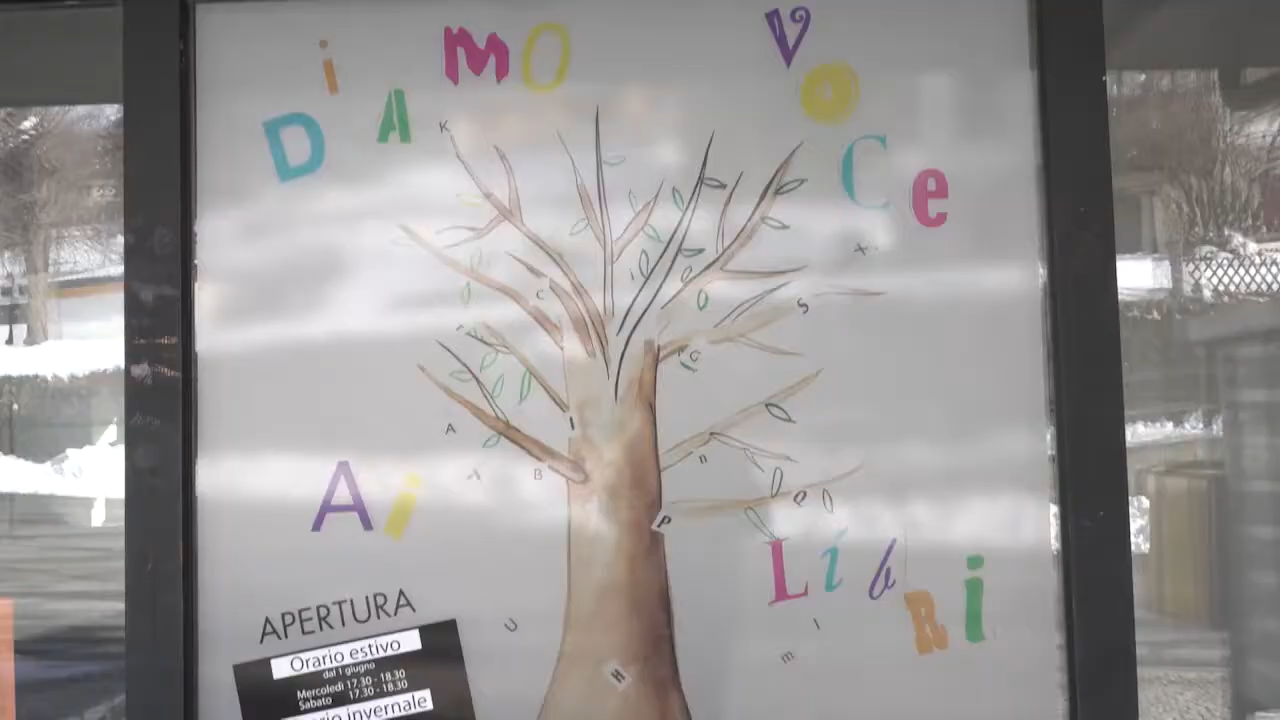 DiAMO
VoCe
Ai
LibRi
APERTURA
Orario estivo
dal 1 giugno
Mercoledì 17.30 - 18.30
Sabato 17.30 - 18.30
invernale
K
x
C
S
G
I
A
A
B
n
e
P
U
I
m
H